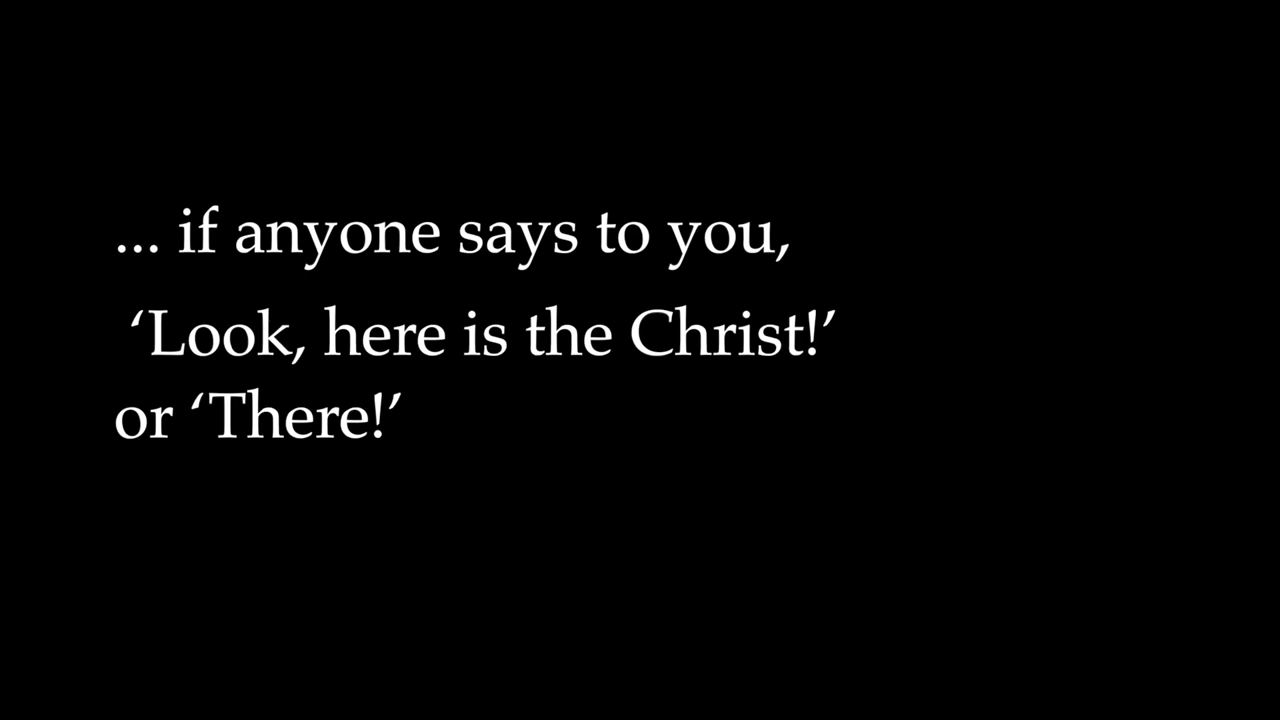 ... if anyone says to you,
‘Look, here is the Christ!’
or ‘There!’